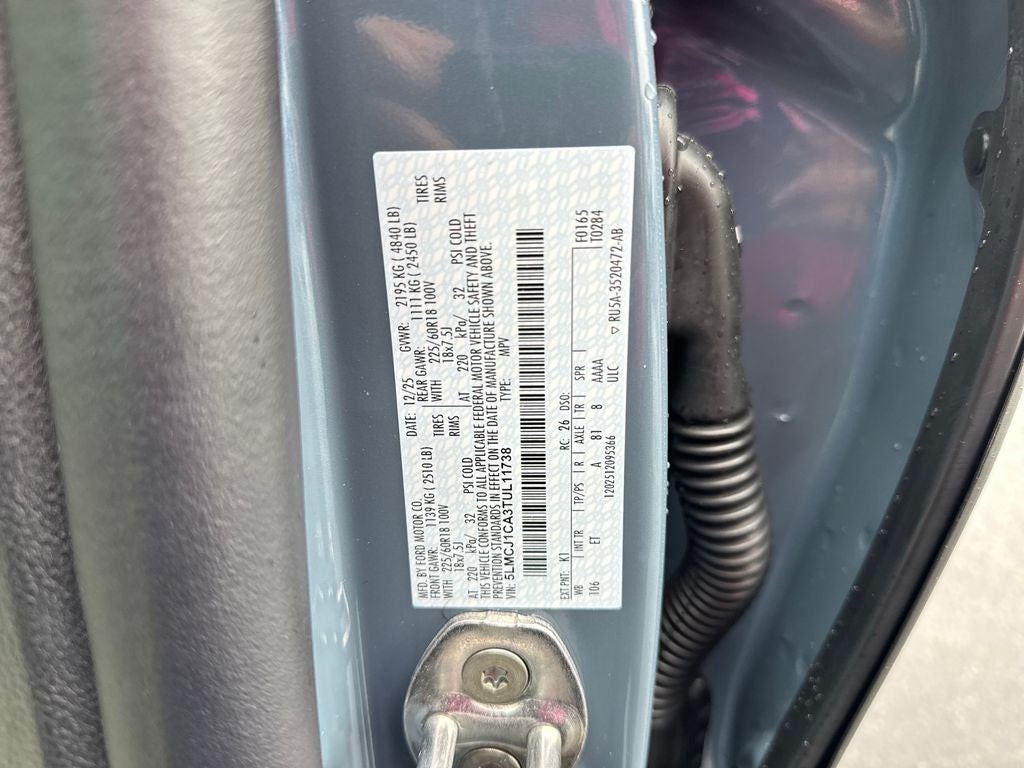 MFD. BY FORD MOTOR CO. DATE: 12/25 GVWR: 2195 KG ( 4840 LB)
FRONT GAWR: 1139 KG ( 2510 LB) REAR GAWR: 1111 KG ( 2450 LB)
WITH 225/60R18 100V TIRES WITH 225/60R18 100V TIRES
18x7.5J RIMS 18x7.5J RIMS
AT 220 kPa/ 32 PSI COLD AT 220 kPa/ 32 PSI COLD
THIS VEHICLE CONFORMS TO ALL APPLICABLE FEDERAL MOTOR VEHICLE SAFETY AND THEFT
PREVENTION STANDARDS IN EFFECT ON THE DATE OF MANUFACTURE SHOWN ABOVE.
VIN: 5LMCJ1CA3TUL11738 TYPE: MPV
F0165
EXT PNT: K1 RC: 26 DSO: T0284
WB INT TR TP/PS R AXLE TR SPR
106 ET A 81 8 AAAA ▽ RU5A-3520472-AB
1202512095366 ULC